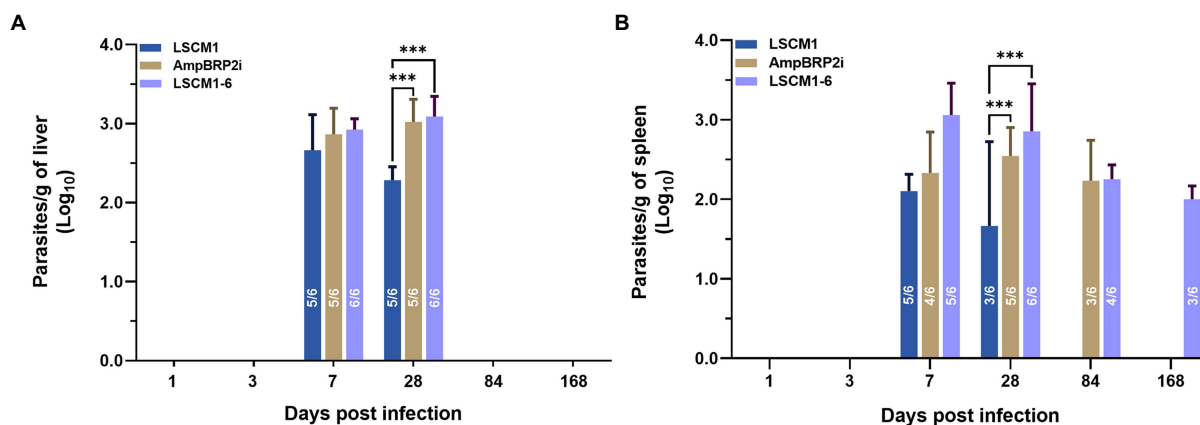 A
LSCM1
AmpBRP2i
LSCM1-6
Parasites/g of liver
(Log10)
4.0
3.0
2.0
1.0
0.0
***
***
5/6
5/6
6/6
5/6
5/6
6/6
1
3
7
28
84
168
Days post infection
B
LSCM1
AmpBRP2i
LSCM1-6
Parasites/g of spleen
(Log10)
4.0
3.0
2.0
1.0
0.0
***
***
5/6
4/6
5/6
3/6
5/6
6/6
3/6
4/6
3/6
1
3
7
28
84
168
Days post infection